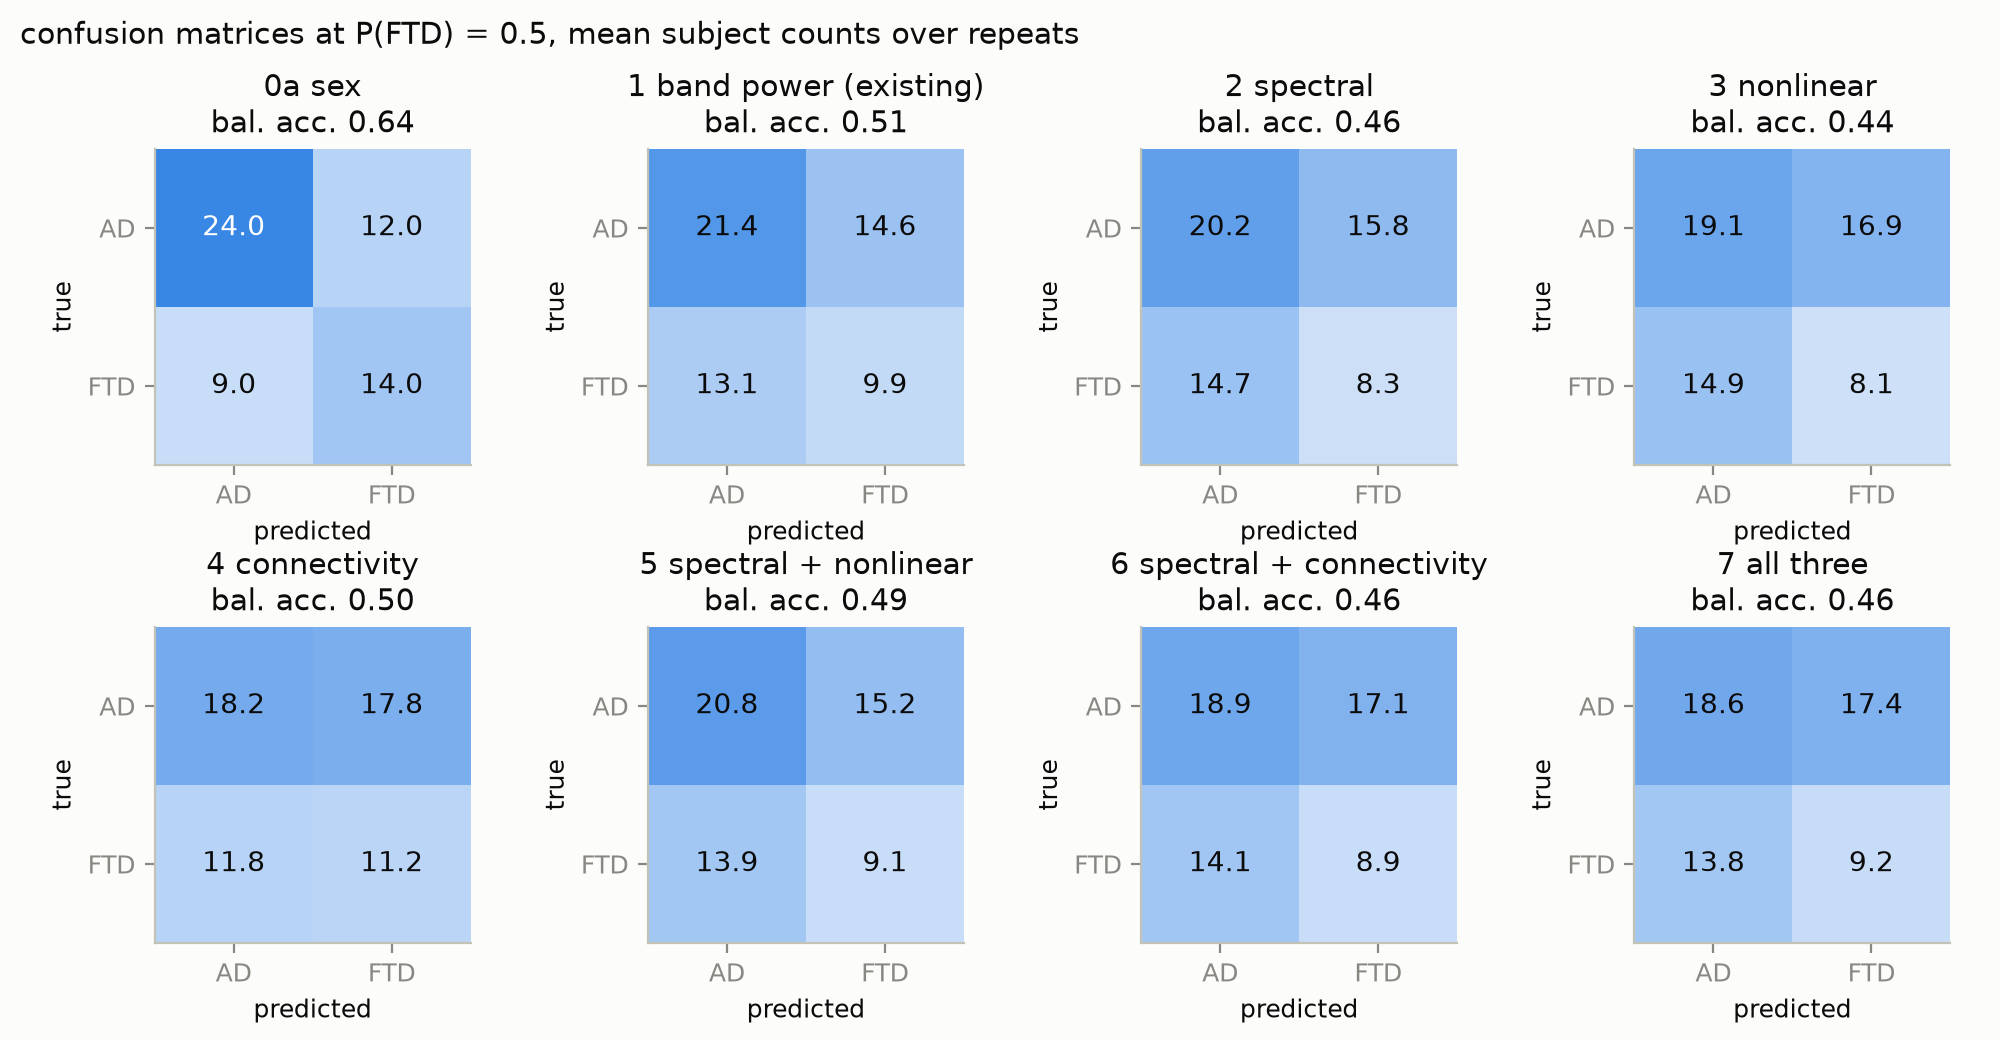 confusion matrices at P(FTD) = 0.5, mean subject counts over repeats
0a sex
bal. acc. 0.64
true
AD
24.0
12.0
FTD
9.0
14.0
AD
FTD
predicted
1 band power (existing)
bal. acc. 0.51
true
AD
21.4
14.6
FTD
13.1
9.9
AD
FTD
predicted
2 spectral
bal. acc. 0.46
true
AD
20.2
15.8
FTD
14.7
8.3
AD
FTD
predicted
3 nonlinear
bal. acc. 0.44
true
AD
19.1
16.9
FTD
14.9
8.1
AD
FTD
predicted
4 connectivity
bal. acc. 0.50
true
AD
18.2
17.8
FTD
11.8
11.2
AD
FTD
predicted
5 spectral + nonlinear
bal. acc. 0.49
true
AD
20.8
15.2
FTD
13.9
9.1
AD
FTD
predicted
6 spectral + connectivity
bal. acc. 0.46
true
AD
18.9
17.1
FTD
14.1
8.9
AD
FTD
predicted
7 all three
bal. acc. 0.46
true
AD
18.6
17.4
FTD
13.8
9.2
AD
FTD
predicted